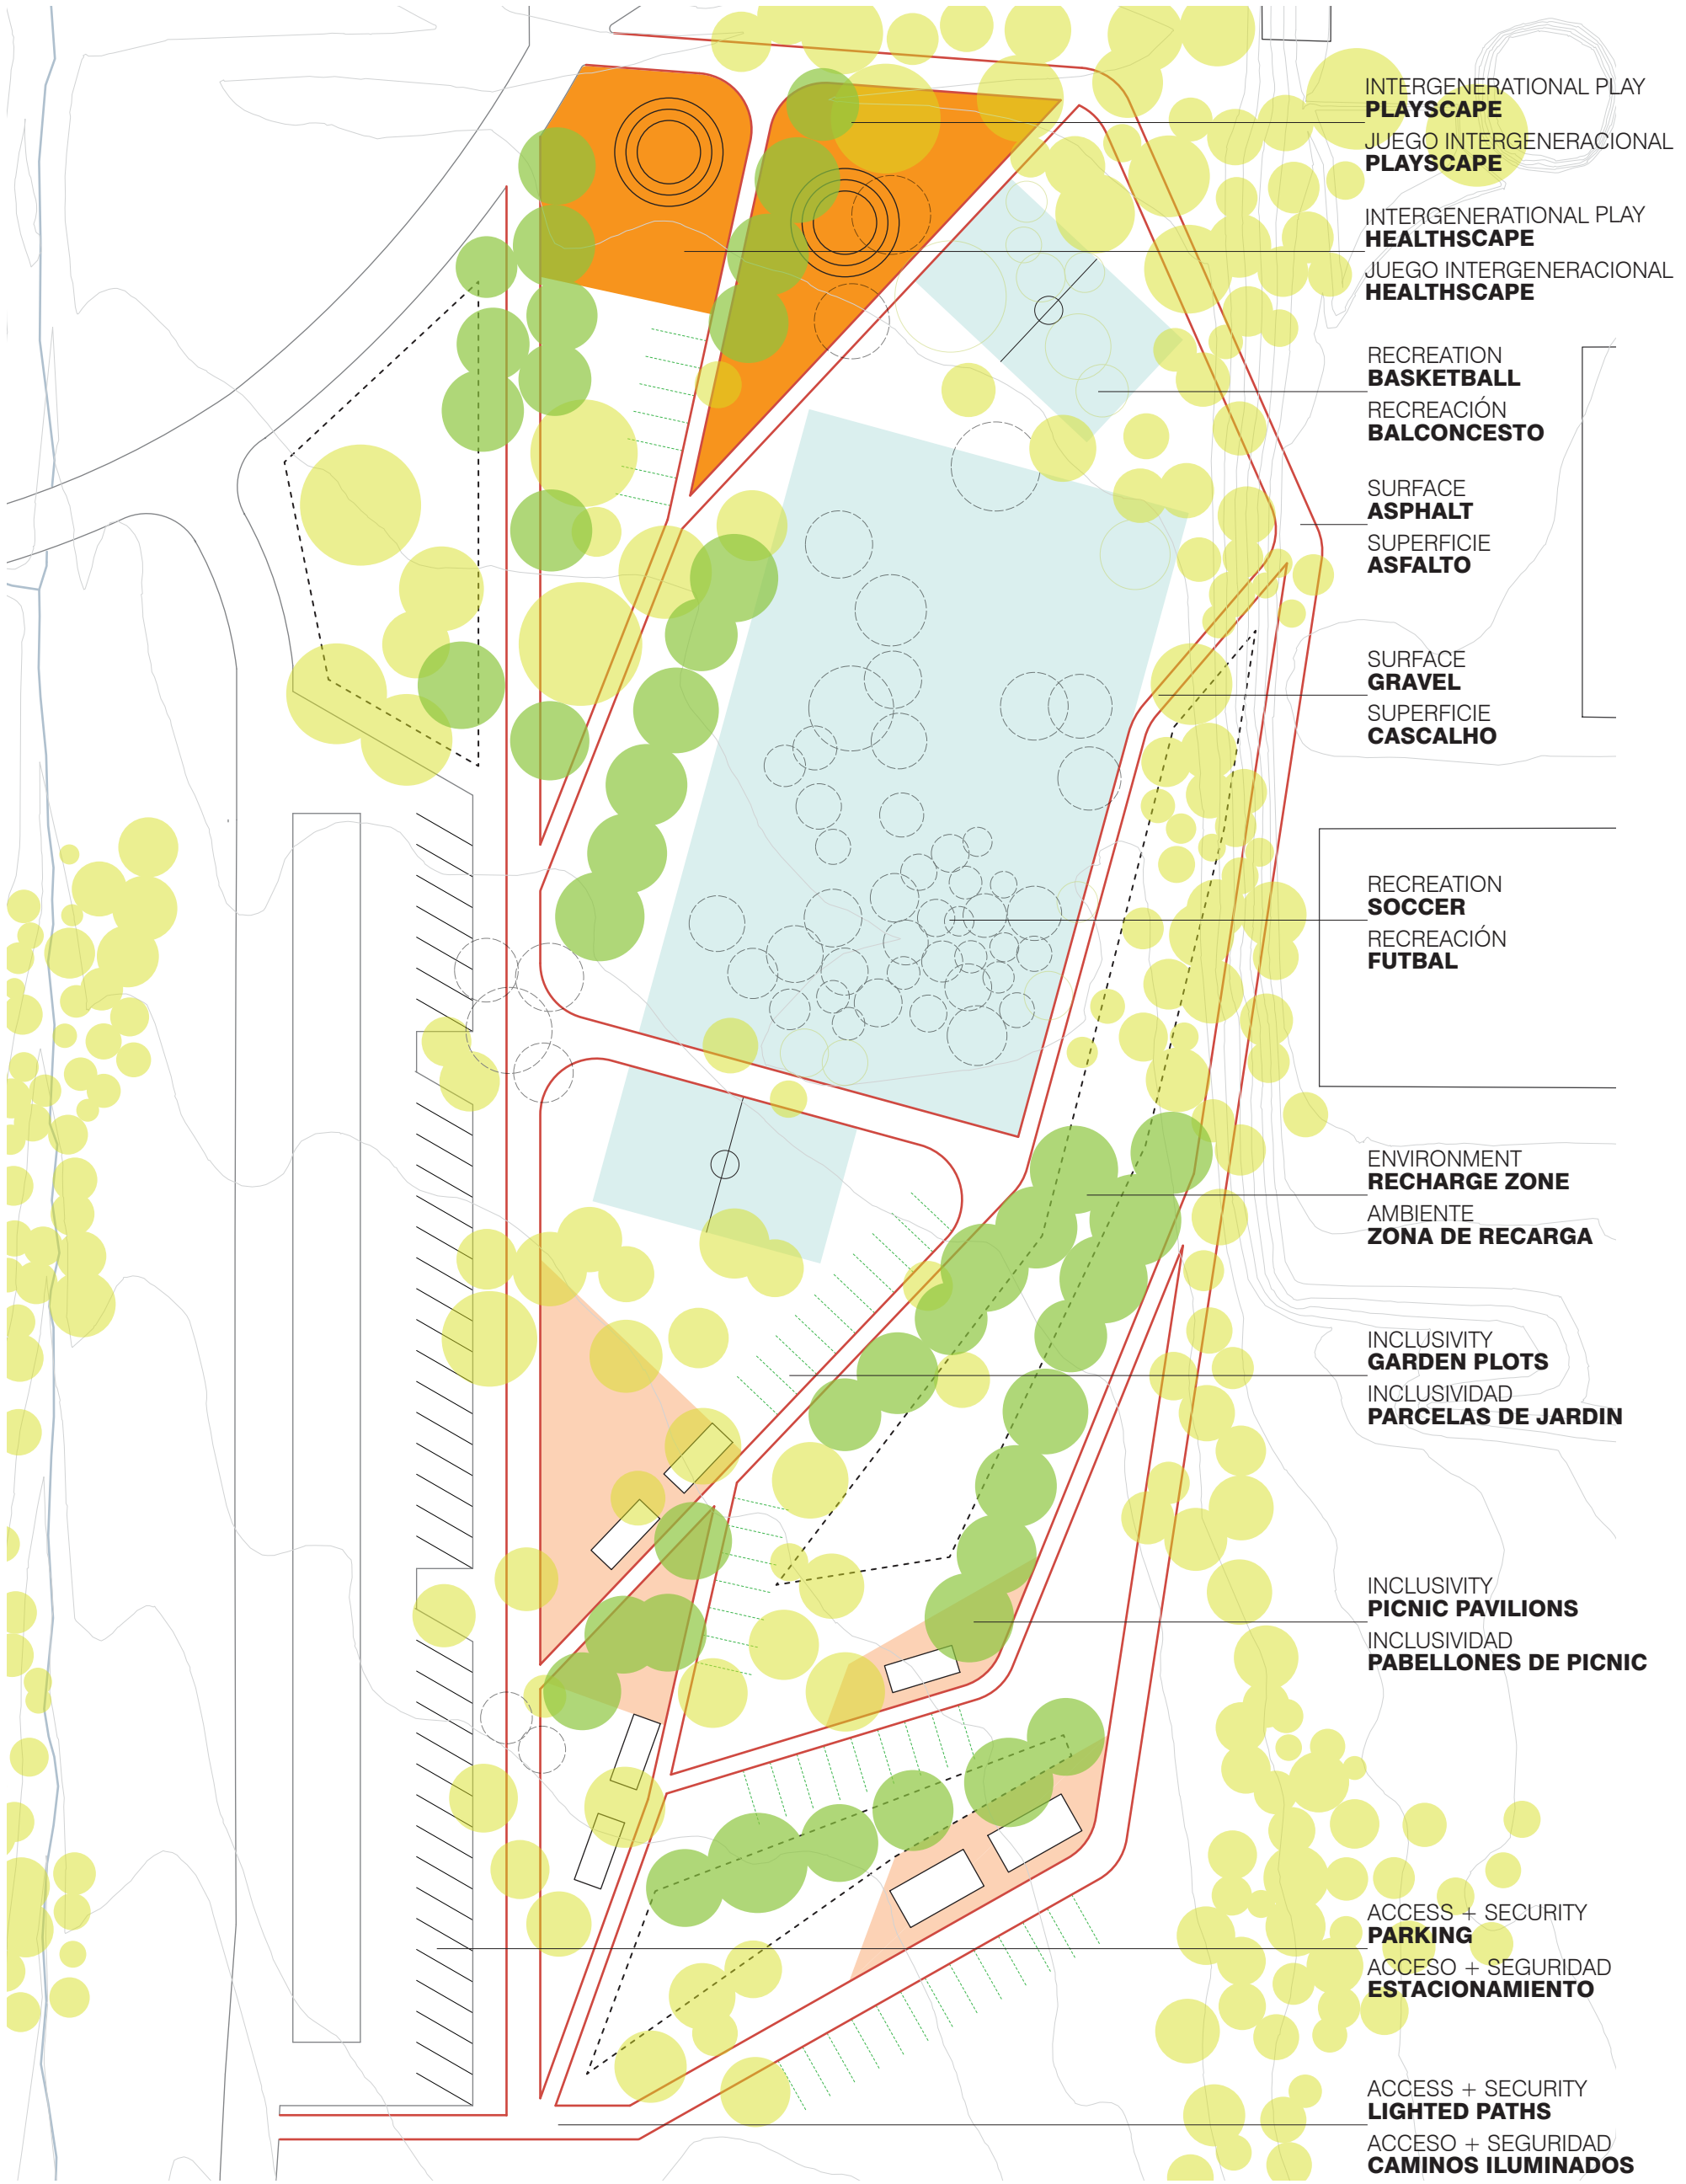 INTERGENERATIONAL PLAY
PLAYSCAPE
JUEGO INTERGENERACIONAL
PLAYSCAPE
INTERGENERATIONAL PLAY
HEALTHSCAPE
JUEGO INTERGENERACIONAL
HEALTHSCAPE
RECREATION
BASKETBALL
RECREACIÓN
BALCONCESTO
SURFACE
ASPHALT
SUPERFICIE
ASFALTO
SURFACE
GRAVEL
SUPERFICIE
CASCALHO
RECREATION
SOCCER
RECREACIÓN
FUTBAL
ENVIRONMENT
RECHARGE ZONE
AMBIENTE
ZONA DE RECARGA
INCLUSIVITY
GARDEN PLOTS
INCLUSIVIDAD
PARCELAS DE JARDIN
INCLUSIVITY
PICNIC PAVILIONS
INCLUSIVIDAD
PABELLONES DE PICNIC
ACCESS + SECURITY
PARKING
ACCESO + SEGURIDAD
ESTACIONAMIENTO
ACCESS + SECURITY
LIGHTED PATHS
ACCESO + SEGURIDAD
CAMINOS ILUMINADOS